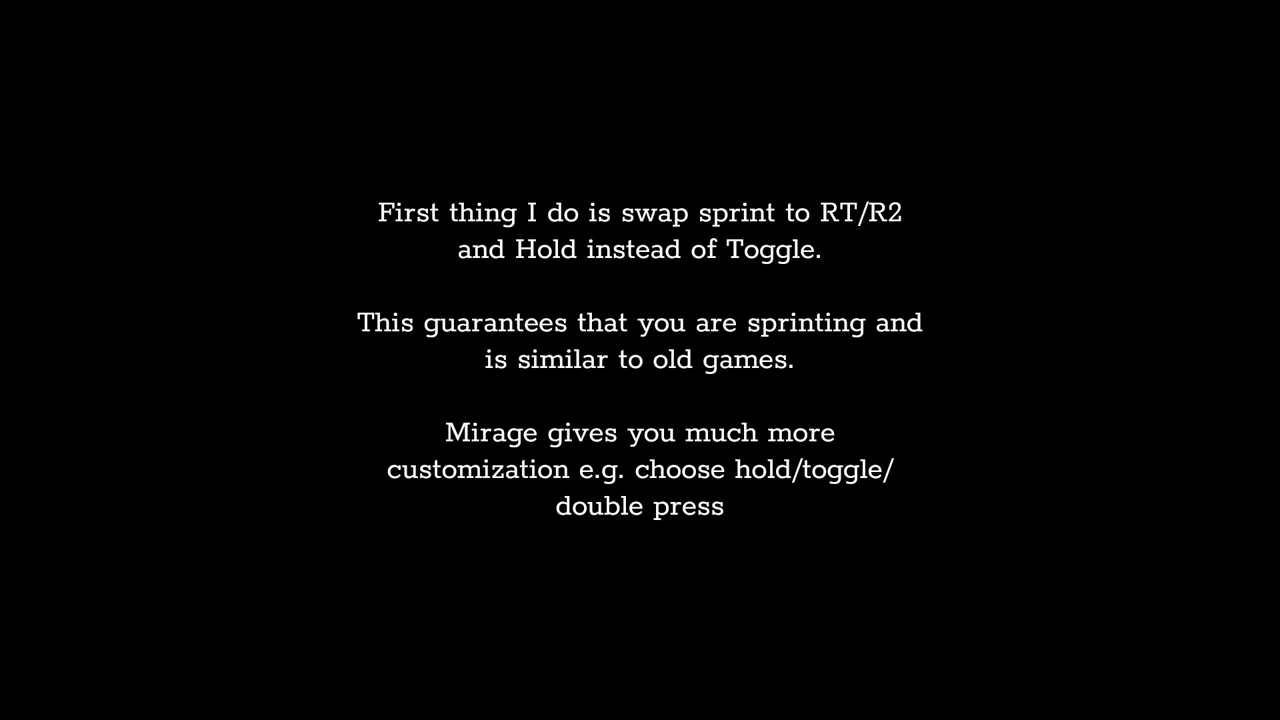 First thing I do is swap sprint to RT/R2
and Hold instead of Toggle.
This guarantees that you are sprinting and
is similar to old games.
Mirage gives you much more
customization e.g. choose hold/toggle/
double press